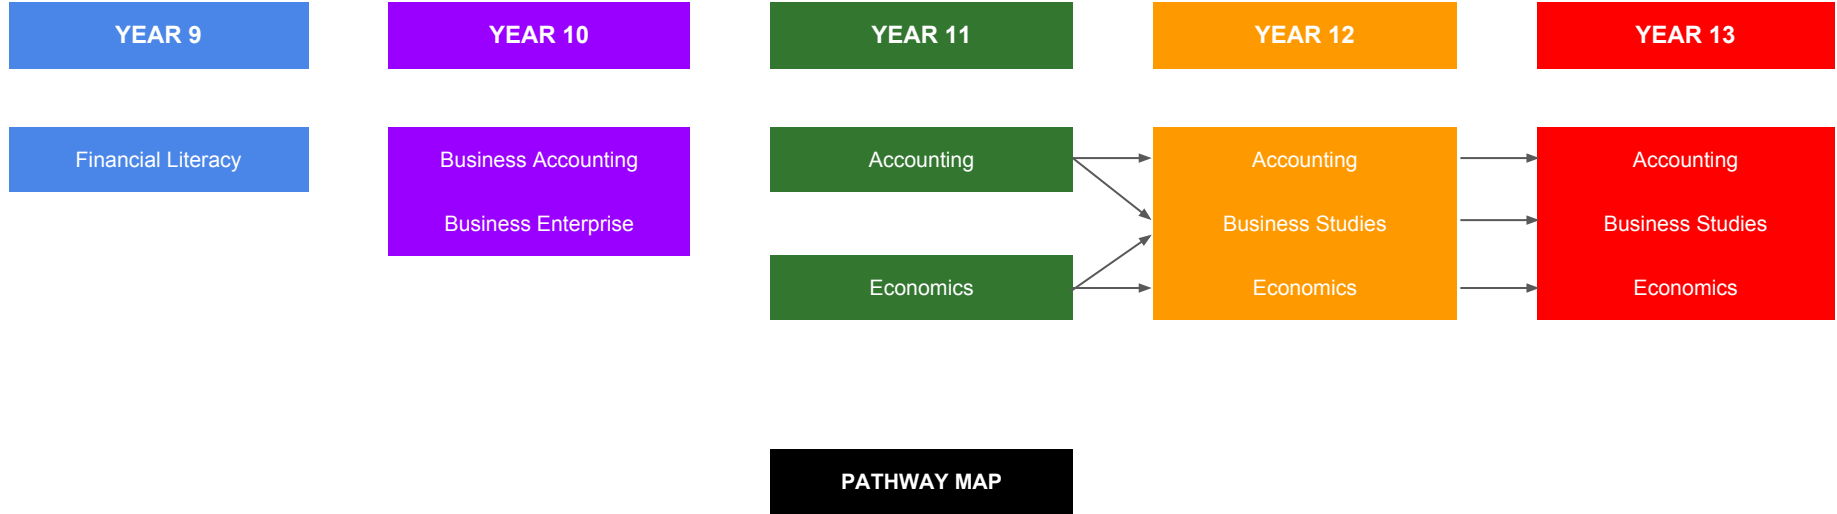 YEAR 9
YEAR 10
YEAR 11
YEAR 12
YEAR 13
Financial Literacy
Business Accounting
Accounting
Accounting
Accounting
Business Enterprise
Business Studies
Business Studies
Economics
Economics
Economics
PATHWAY MAP